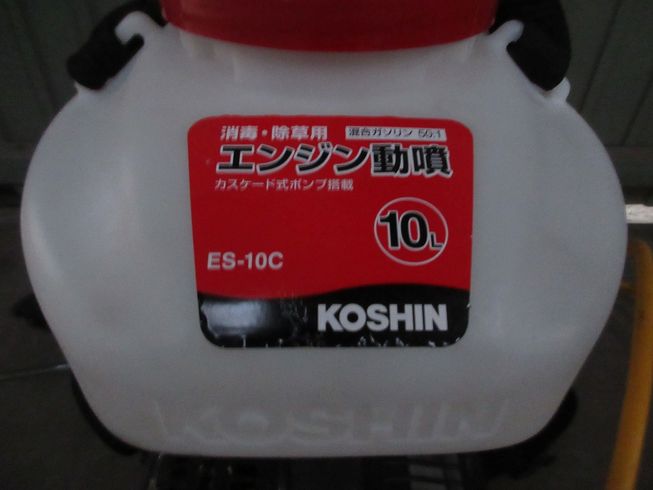 消毒・除草用 混合ガソリン 50:1
エンジン動噴
カスケード式ポンプ搭載
10L
ES-10C
KOSHIN
KOSHIN